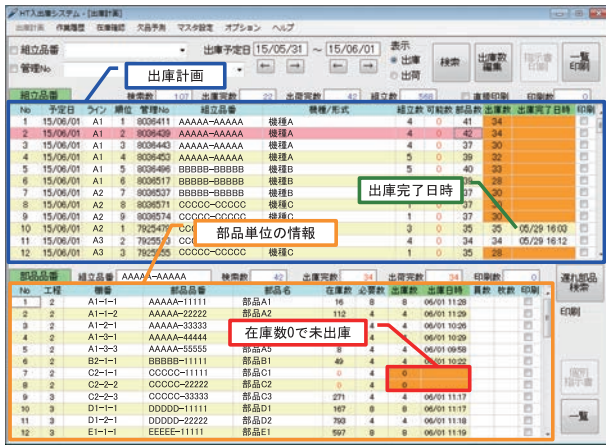 HT入出庫システム - [出庫計画]
出庫計画 作業履歴 在庫確認 欠品予測 マスタ設定 オプション ヘルプ
組立品番 出庫予定日 15/05/31 ~ 15/06/01 表示
出庫
管理No 出荷
検索 出庫数編集 指示書印刷 一覧印刷
出庫計画
組立品番 検索数 107 出庫完数 22 出荷完数 42 組立数 568 直接印刷 印刷数 0
No 予定日 ライン 順位 管理No 組立品番 機種/形式 組立数 可能数 部品数 出庫数 出庫完了日時 印刷
1 15/06/01 A1 1 8036411 AAAAA-AAAAA 機種A 4 0 41 34
2 15/06/01 A1 2 8036439 AAAAA-AAAAA 機種A 4 0 42 34
3 15/06/01 A1 3 8036443 AAAAA-AAAAA 機種A 4 0 37 30
4 15/06/01 A1 4 8036453 AAAAA-AAAAA 機種A 5 0 39 32
5 15/06/01 A1 5 8036496 BBBBB-BBBBB 機種B 5 0 40 33
6 15/06/01 A1 6 8036517 BBBBB-BBBBB 機種B 28
7 15/06/01 A2 7 8036537 BBBBB-BBBBB 機種B 30
8 15/06/01 A2 8 8036571 CCCCC-CCCCC 機種C 30
9 15/06/01 A2 9 8036574 CCCCC-CCCCC 機種C 1 0 37 30
10 15/06/01 A2 1 7925479 3 0 35 35 05/29 16:03
11 15/06/01 A3 2 4 0 34 34 05/29 16:12
12 15/06/01 A3 3 CCCCC-CCCCC 機種C 1 0 35 28
出庫完了日時
部品単位の情報
部品品番 組立品番 AAAAA-AAAAA 検索数 42 出庫完数 34 出荷完数 34 印刷数 0 遅れ部品検索
No 工程 棚番 部品品番 部品名 在庫数 必要数 出庫数 出庫日時 員数 枚数 印刷
1 2 A1-1-1 AAAAA-11111 部品A1 16 8 8 06/01 11:28
2 2 A1-1-2 AAAAA-22222 部品A2 112 4 4 06/01 11:29
3 2 A1-2-1 AAAAA-33333 4 06/01 10:26
4 2 A1-3-1 AAAAA-44444 4 06/01 10:29
5 2 A1-3-3 AAAAA-55555 部品A5 8 4 4 06/01 09:58
6 2 B2-1-1 BBBBB-11111 部品B1 49 4 06/01 10:22
7 2 C2-2-1 CCCCC-11111 部品C1 0 4 0
8 2 C2-2-2 CCCCC-22222 部品C2 0 4 0
9 2 C2-2-3 CCCCC-33333 部品C3 271 4 4 06/01 11:17
10 3 D1-1-1 DDDDD-11111 部品D1 167 8 8 06/01 11:17
11 2 D1-1-2 DDDDD-22222 部品D2 793 4 4 06/01 11:18
12 3 E1-1-1 EEEEE-11111 部品E1 597 8 8 06/01 11:19
在庫数0で未出庫
印刷
個別指示書
一覧